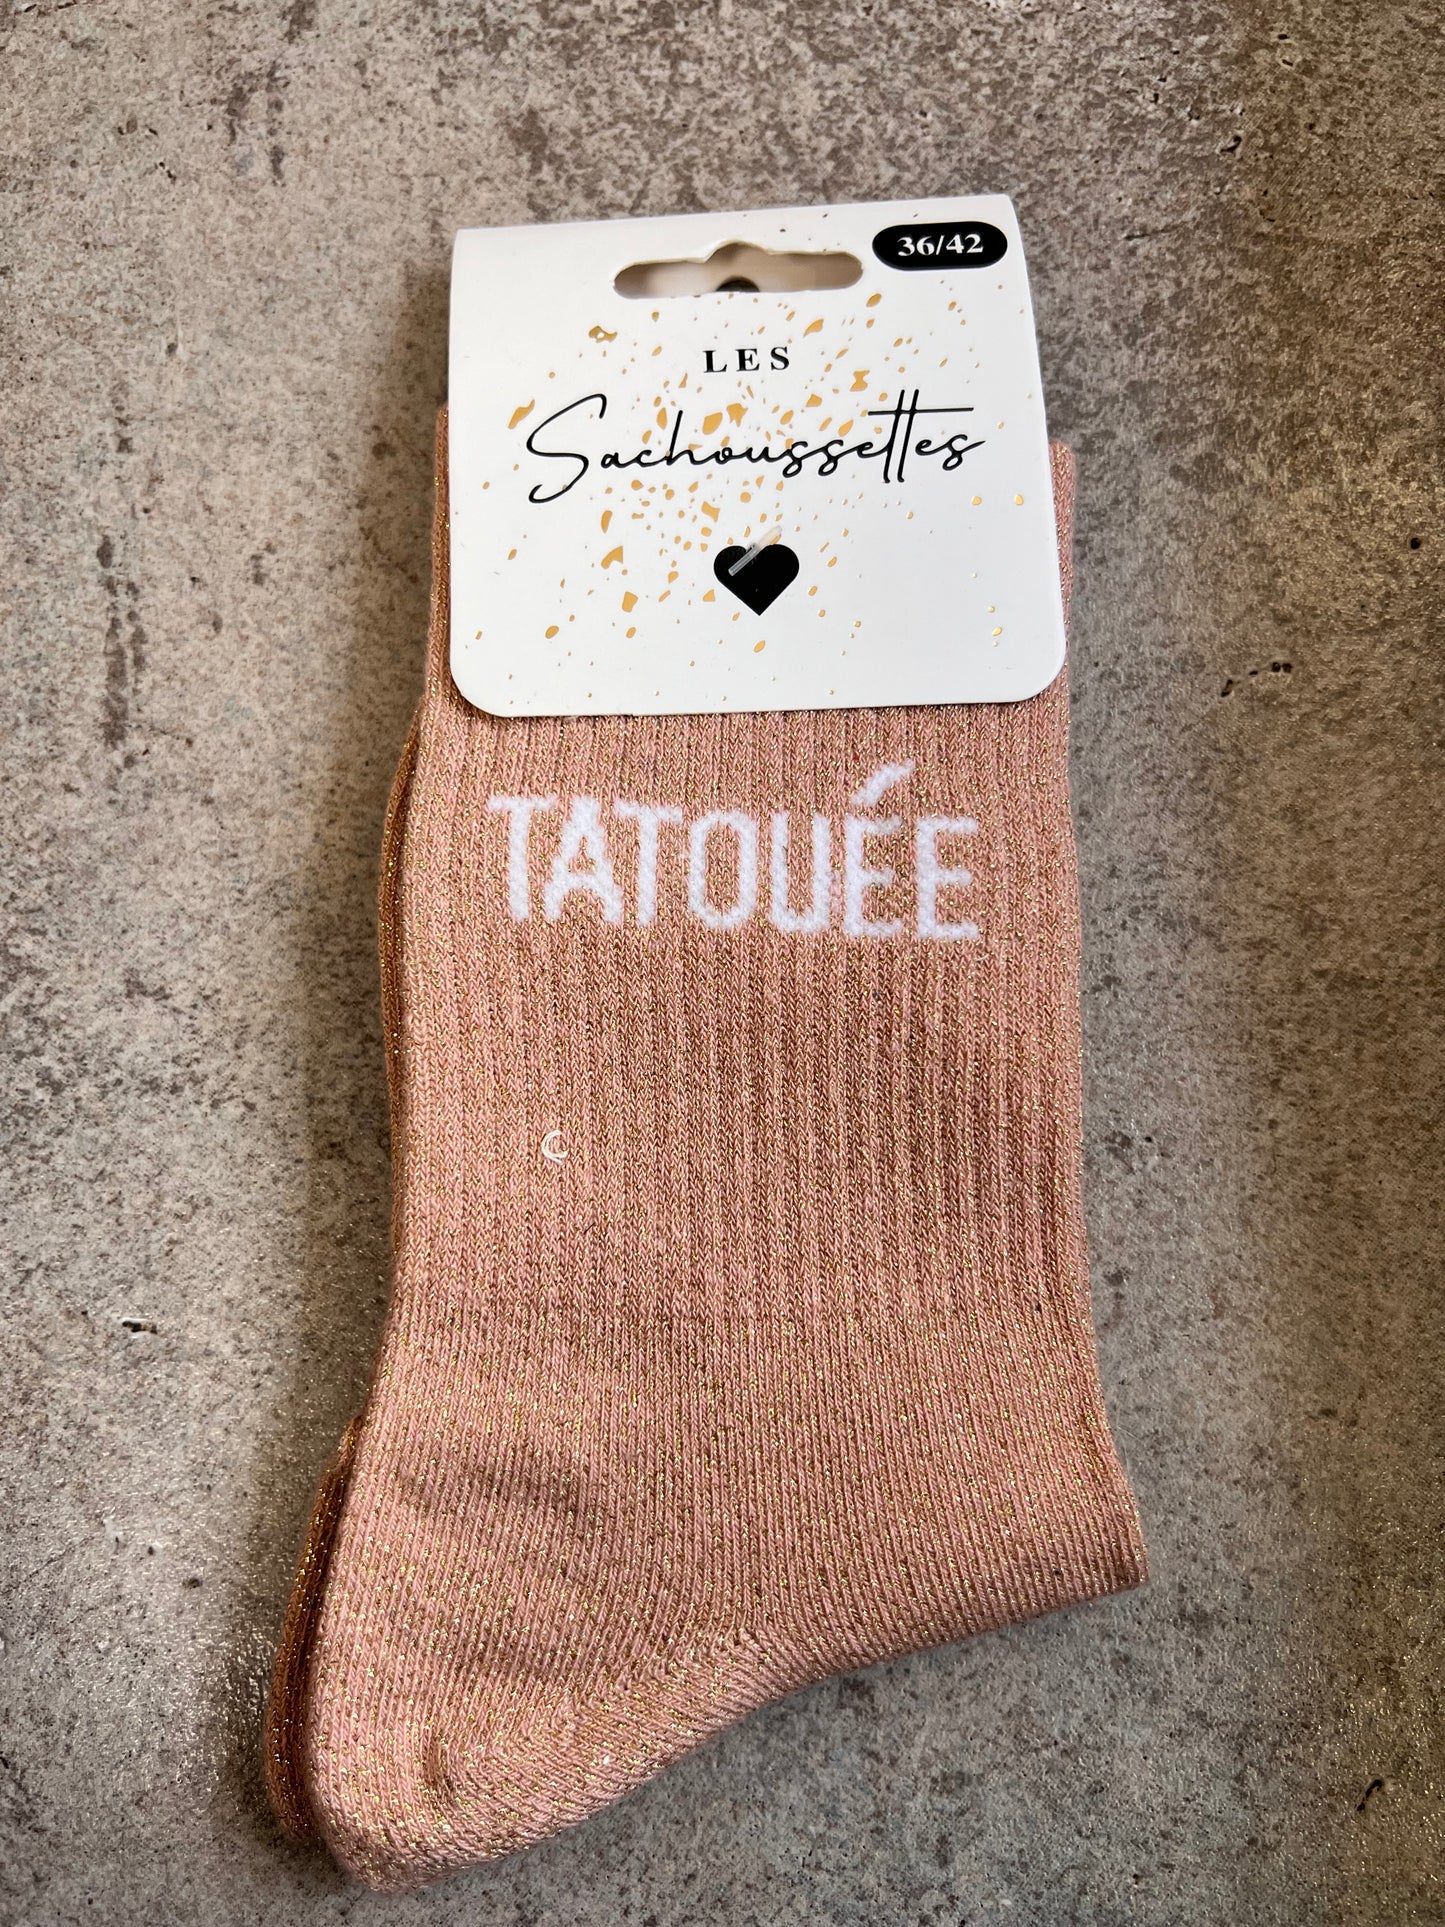 36/42
LES
Sachoussettes
TATOUÉE